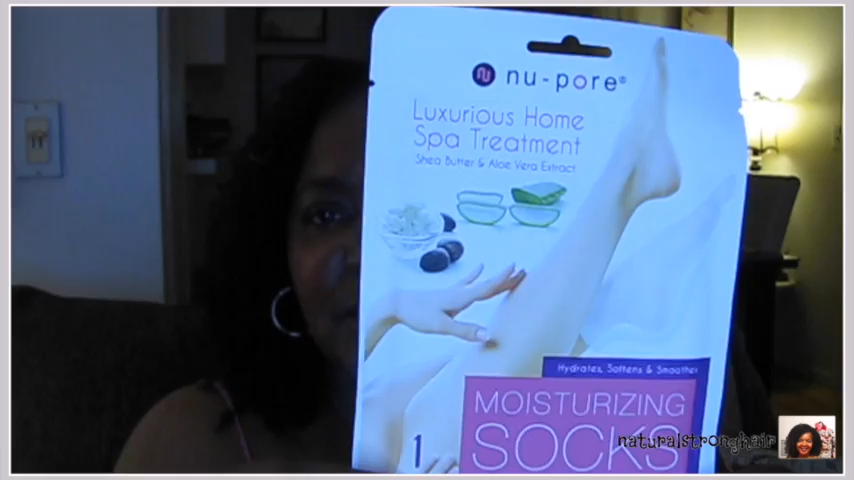 nu-pore®
Luxurious Home
Spa Treatment
Shea Butter & Aloe Vera Extract
Hydrates, Softens & Smoothes
MOISTURIZING
SOCKS
1
naturalstronghair